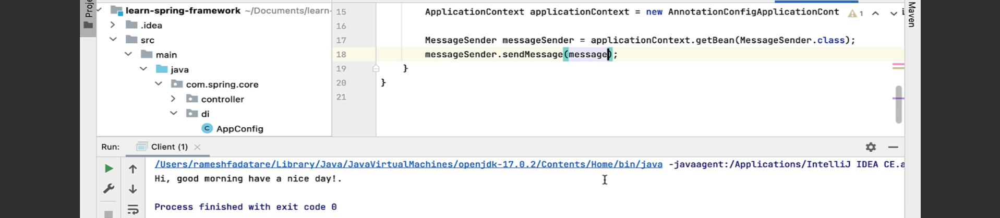 Proje
learn-spring-framework ~/Documents/learn-
.idea
src
main
java
com.spring.core
controller
di
AppConfig
15 ApplicationContext applicationContext = new AnnotationConfigApplicationCont
1
16
17 MessageSender messageSender = applicationContext.getBean(MessageSender.class);
18 messageSender.sendMessage(message);
19 }
20 }
21
Maven
Run: Client (1)
/Users/rameshfadatare/Library/Java/JavaVirtualMachines/openjdk-17.0.2/Contents/Home/bin/java -javaagent:/Applications/IntelliJ IDEA CE.a
Hi, good morning have a nice day!.
Process finished with exit code 0